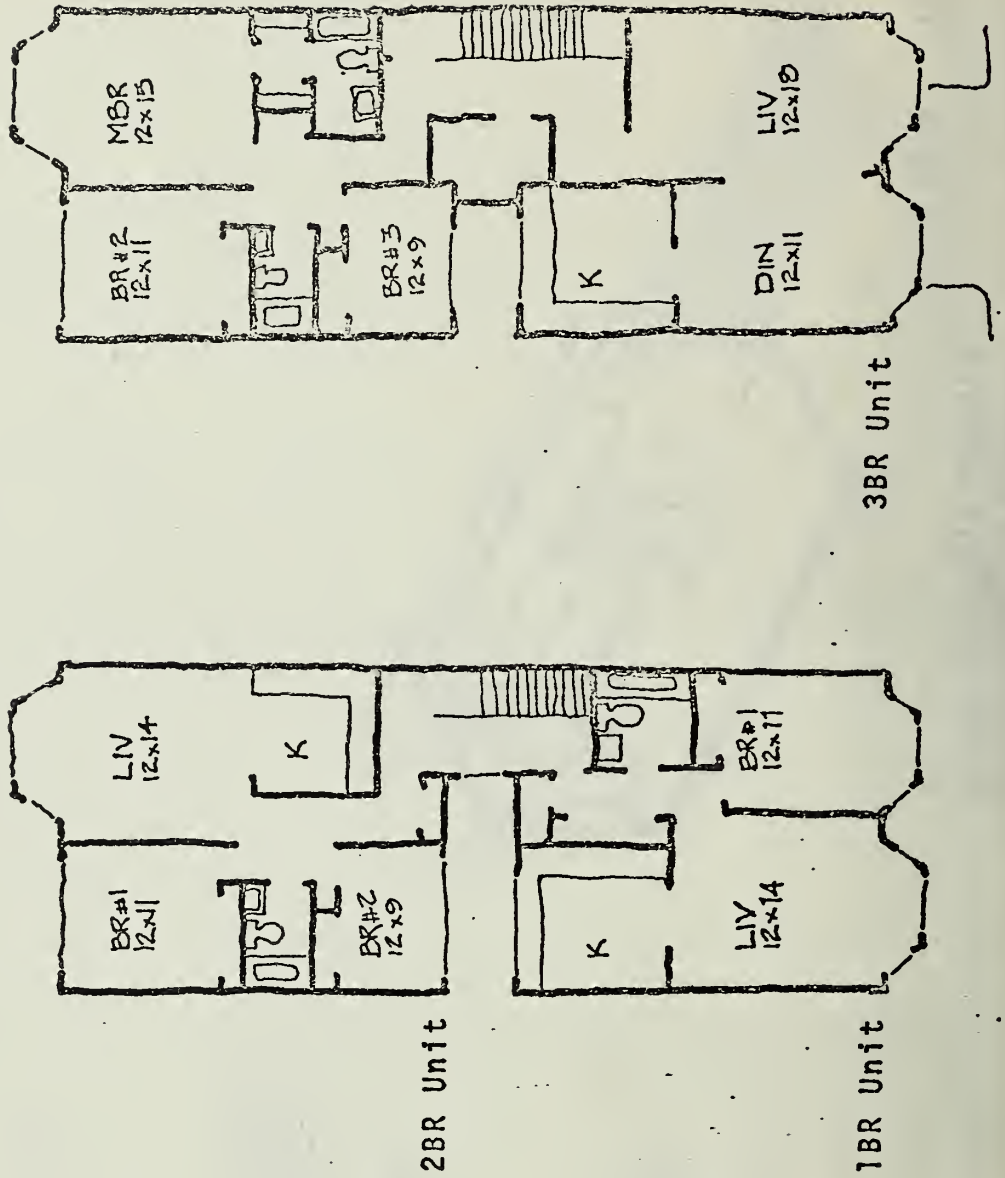 MBR
12x15
BR#2
12x11
BR#3
12x9
K
LIV
12x18
DIN
12x11
3BR Unit
LIV
12x14
K
BR#1
12x11
BR#2
12x9
2BR Unit
BR#1
12x11
K
LIV
12x14
1BR Unit